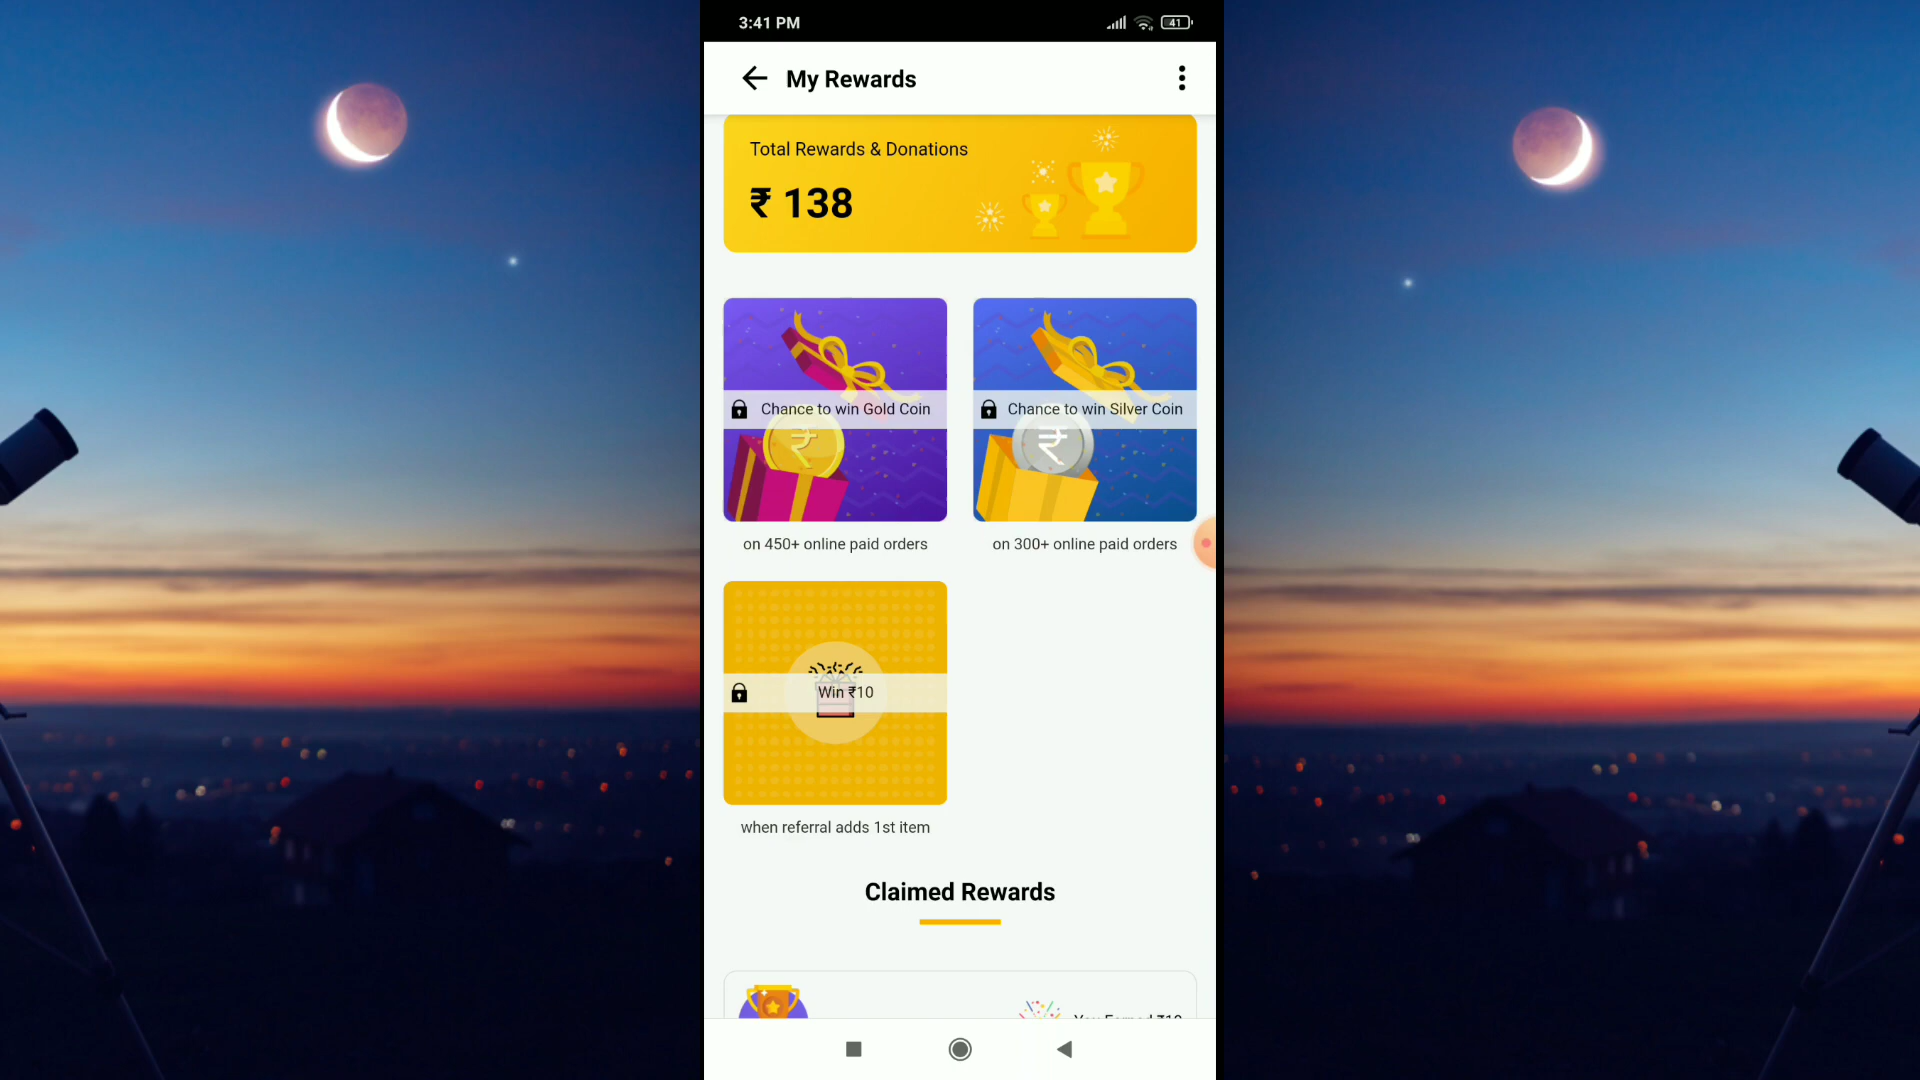 3:41 PM
41
My Rewards
Total Rewards & Donations
₹ 138
Chance to win Gold Coin
Chance to win Silver Coin
on 450+ online paid orders
on 300+ online paid orders
Win ₹10
when referral adds 1st item
Claimed Rewards
You Earned